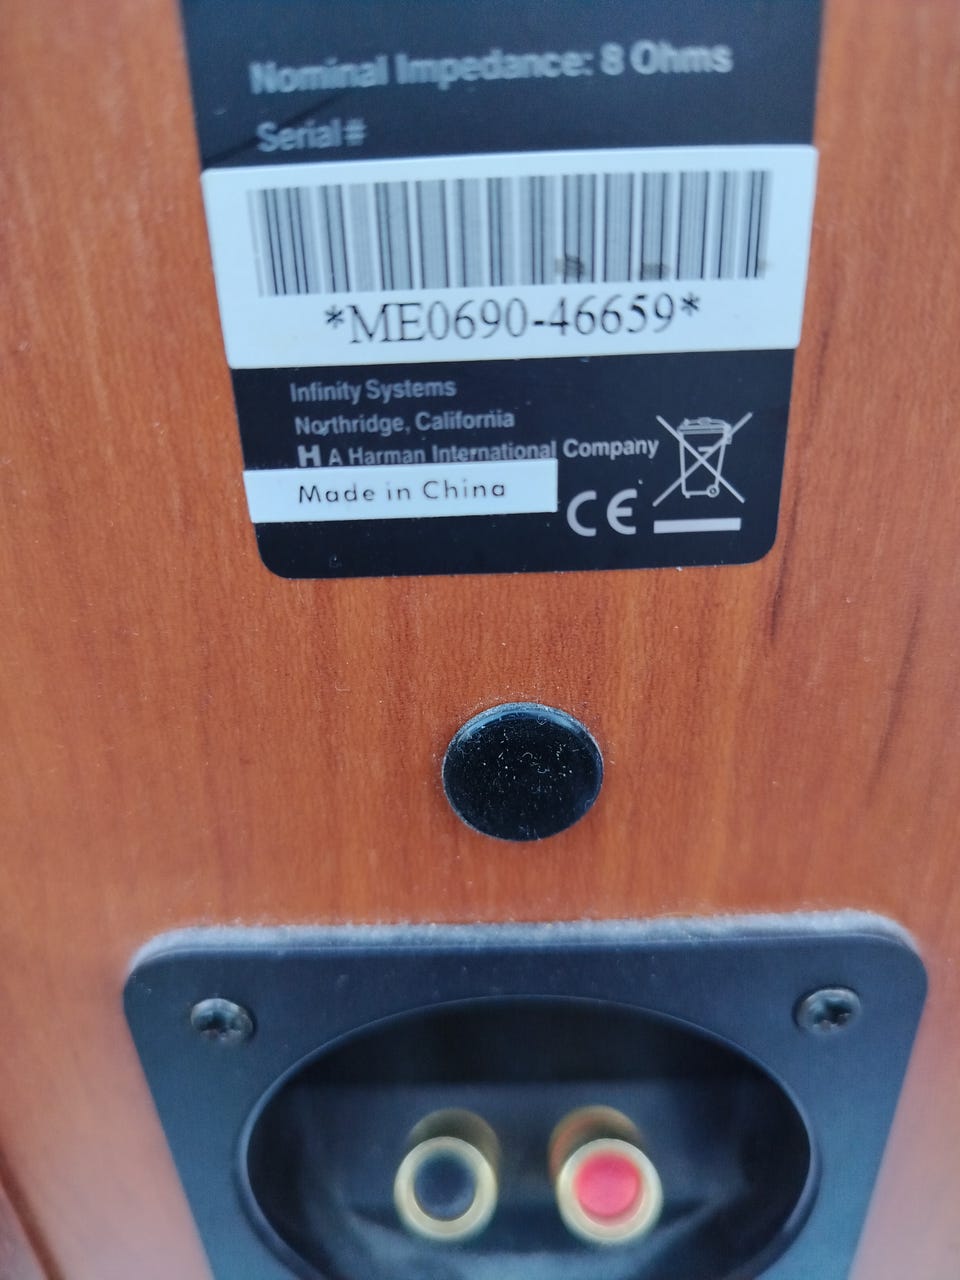 Nominal Impedance: 8 Ohms
Serial#
*ME0690-46659*
Infinity Systems
Northridge, California
H A Harman International Company
Made in China
CE